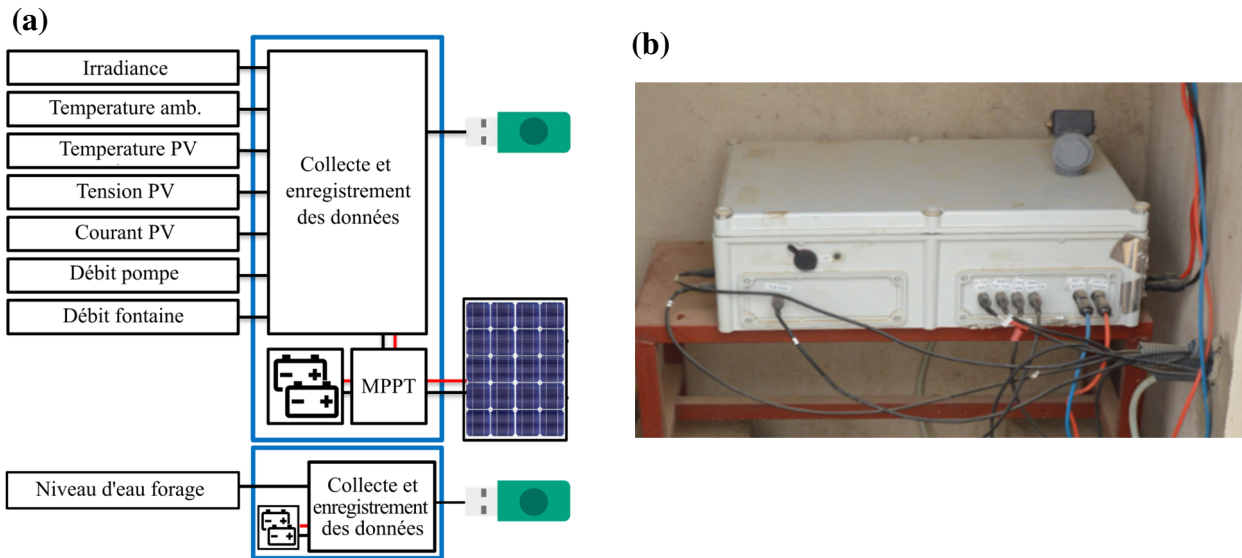 (a)
(b)
Irradiance
Temperature amb.
Temperature PV
Tension PV
Courant PV
Débit pompe
Débit fontaine
Collecte et
enregistrement
des données
MPPT
Niveau d'eau forage
Collecte et
enregistrement
des données